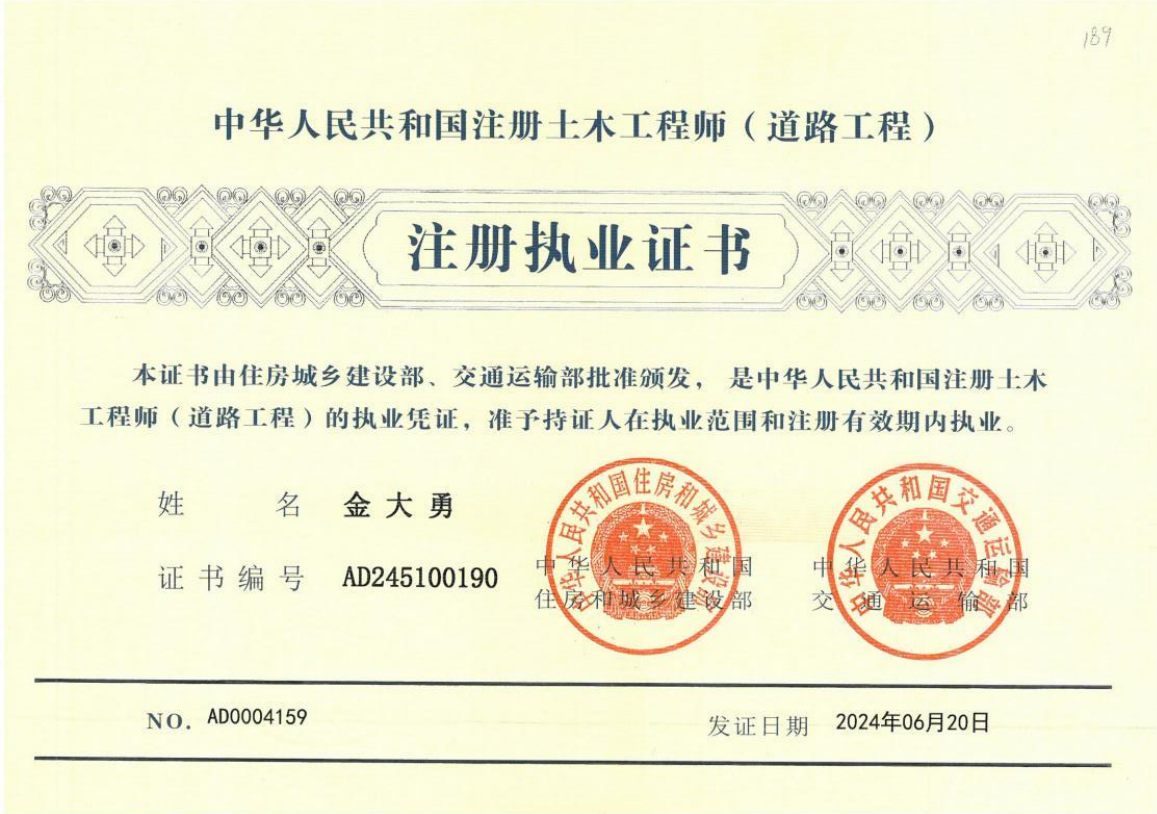 189
中华人民共和国注册土木工程师（道路工程）
注册执业证书
本证书由住房城乡建设部、交通运输部批准颁发，是中华人民共和国注册土木
工程师（道路工程）的执业凭证，准予持证人在执业范围和注册有效期内执业。
姓 名 金大勇
证书编号 AD245100190
中华人民共和国住房和城乡建设部
中华人民共和国
住房和城乡建设部
中华人民共和国交通运输部
中华人民共和国
交通运输部
NO. AD0004159
发证日期 2024年06月20日